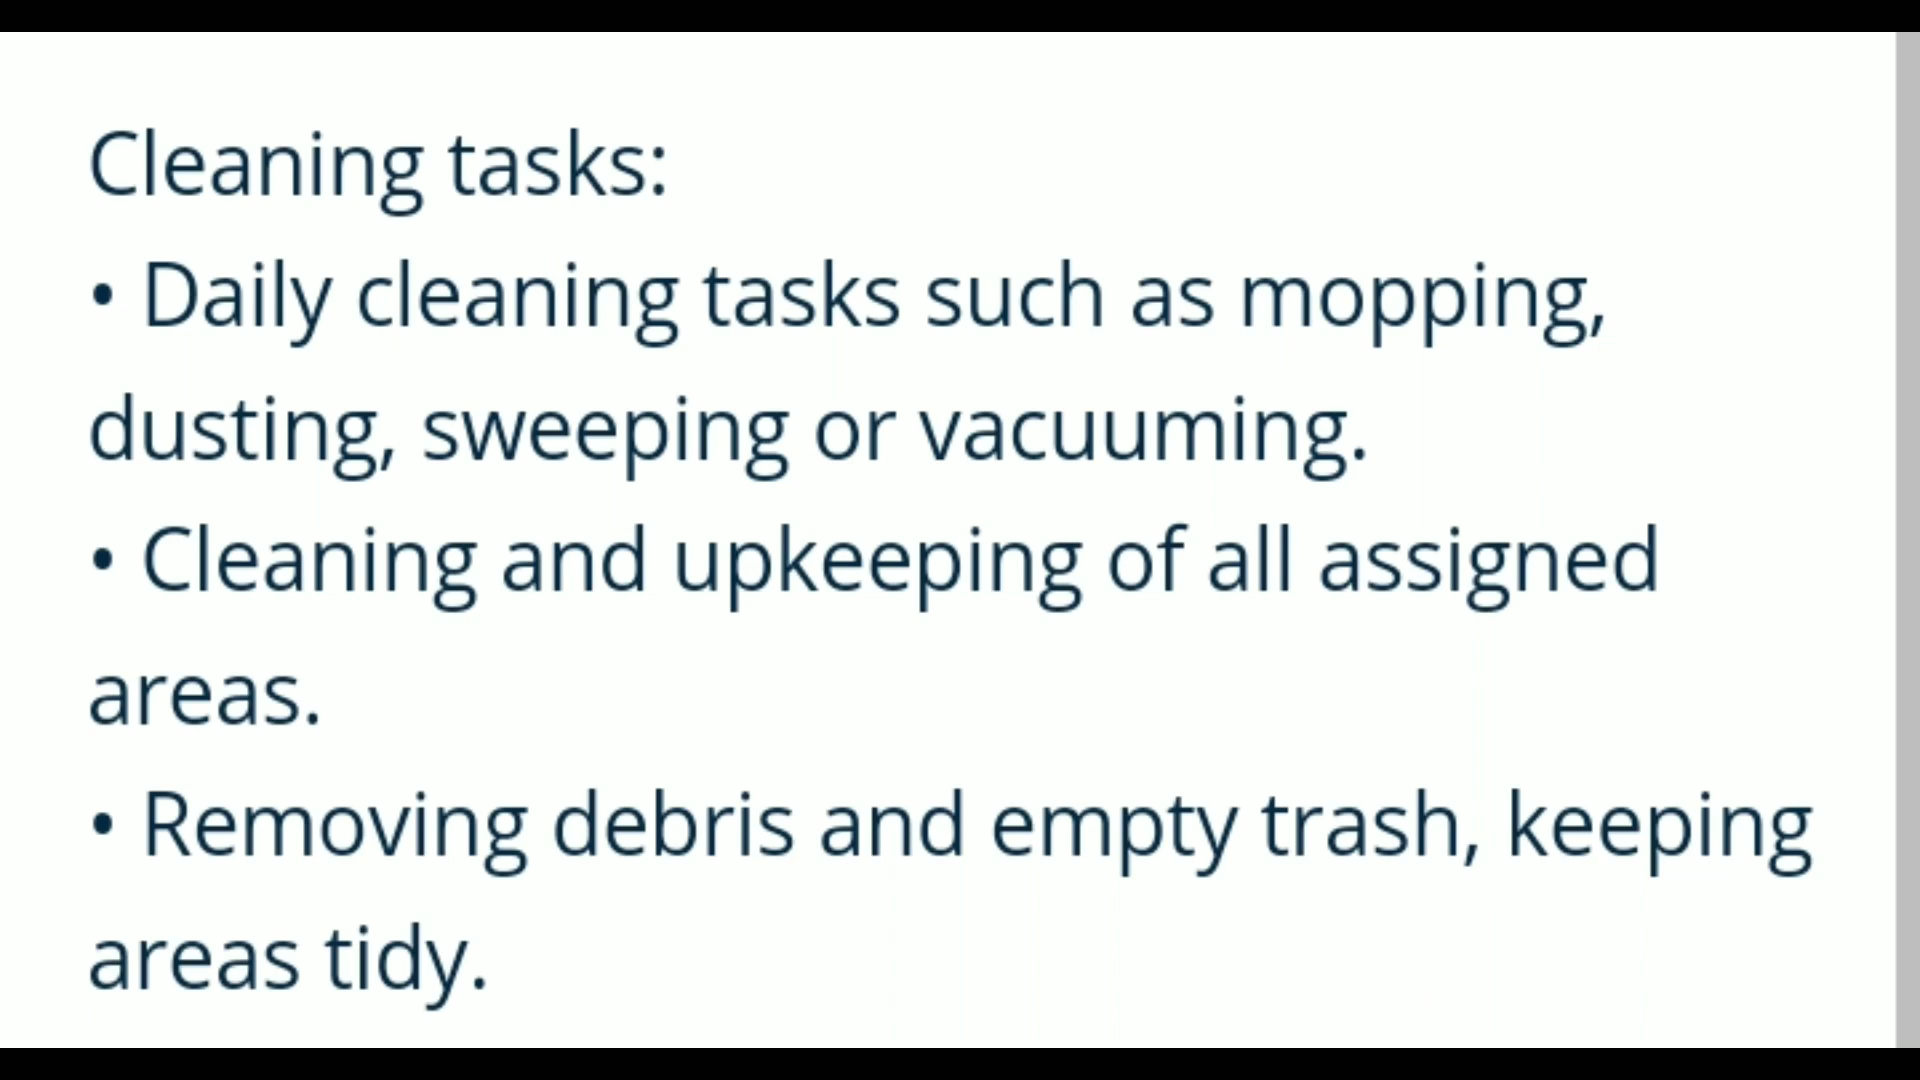 Cleaning tasks:
• Daily cleaning tasks such as mopping,
dusting, sweeping or vacuuming.
• Cleaning and upkeeping of all assigned
areas.
• Removing debris and empty trash, keeping
areas tidy.